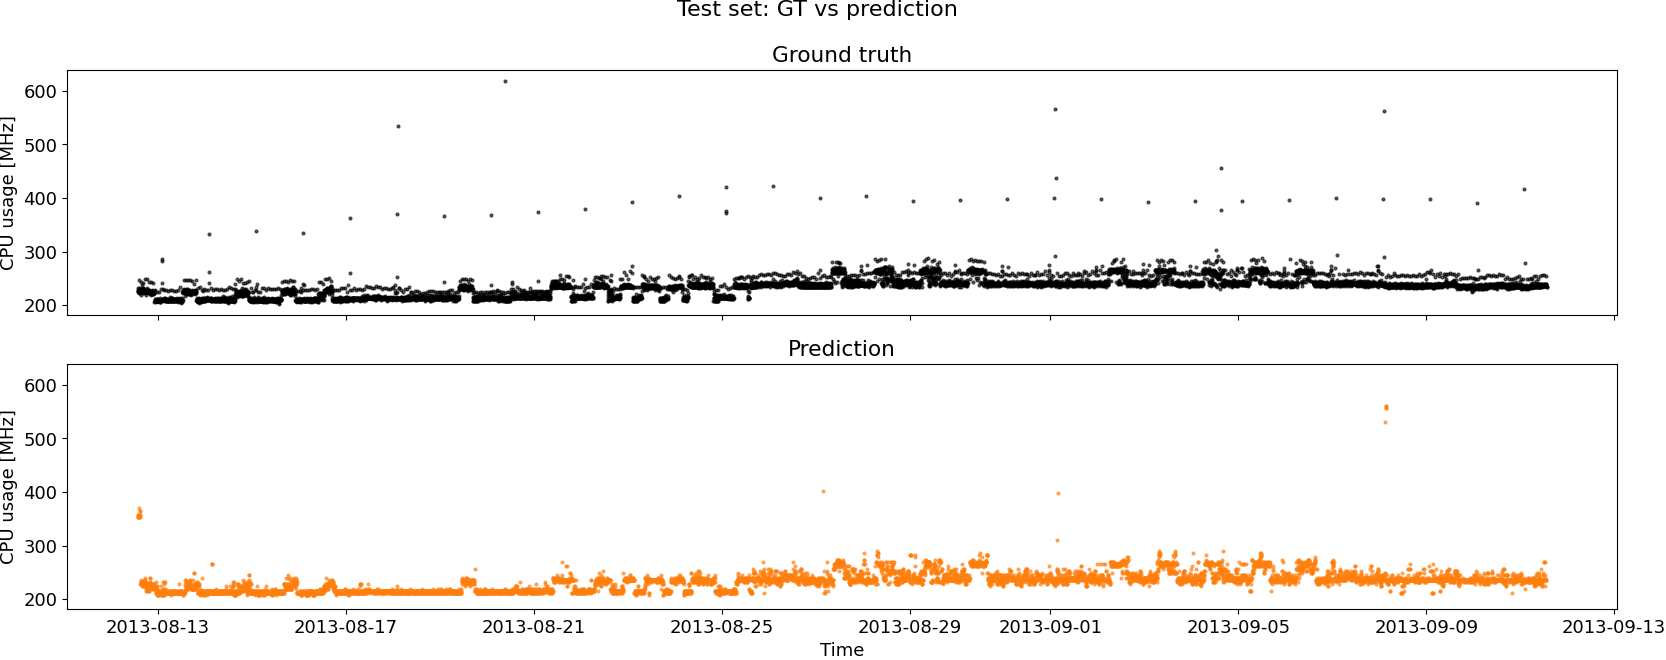 Test set: GT vs prediction
Ground truth
CPU usage [MHz]
600
500
400
300
200
Prediction
CPU usage [MHz]
600
500
400
300
200
2013-08-13 2013-08-17 2013-08-21 2013-08-25 2013-08-29 2013-09-01 2013-09-05 2013-09-09 2013-09-13
Time